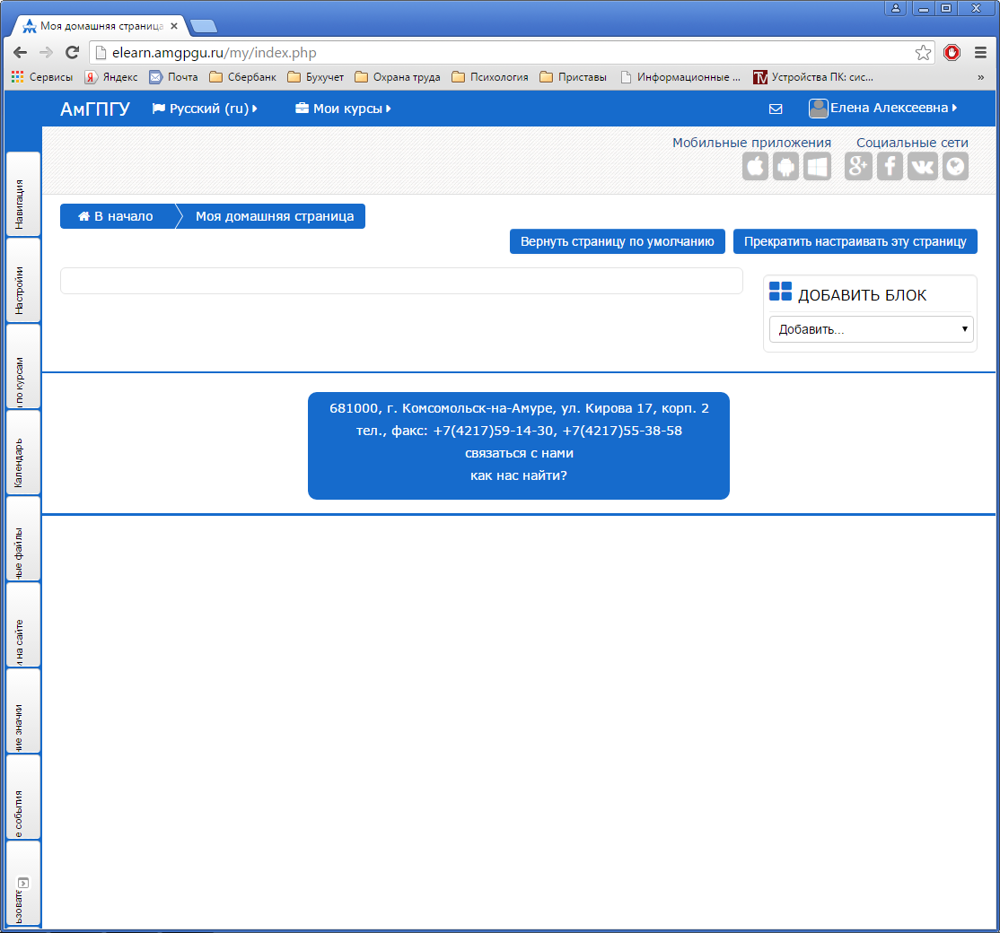 Моя домашняя страница
elearn.amgpgu.ru/my/index.php
Сервисы Яндекс Почта Сбербанк Бухучет Охрана труда Психология Приставы Информационные ... Устройства ПК: сис... »
АмГПГУ Русский (ru) Мои курсы Елена Алексеевна
Мобильные приложения Социальные сети
В начало Моя домашняя страница
Вернуть страницу по умолчанию Прекратить настраивать эту страницу
ДОБАВИТЬ БЛОК
Добавить...
681000, г. Комсомольск-на-Амуре, ул. Кирова 17, корп. 2
тел., факс: +7(4217)59-14-30, +7(4217)55-38-58
связаться с нами
как нас найти?
Навигация
Настройки
по курсам
Календарь
ные файлы
и на сайте
ние значки
е события
ьзовате